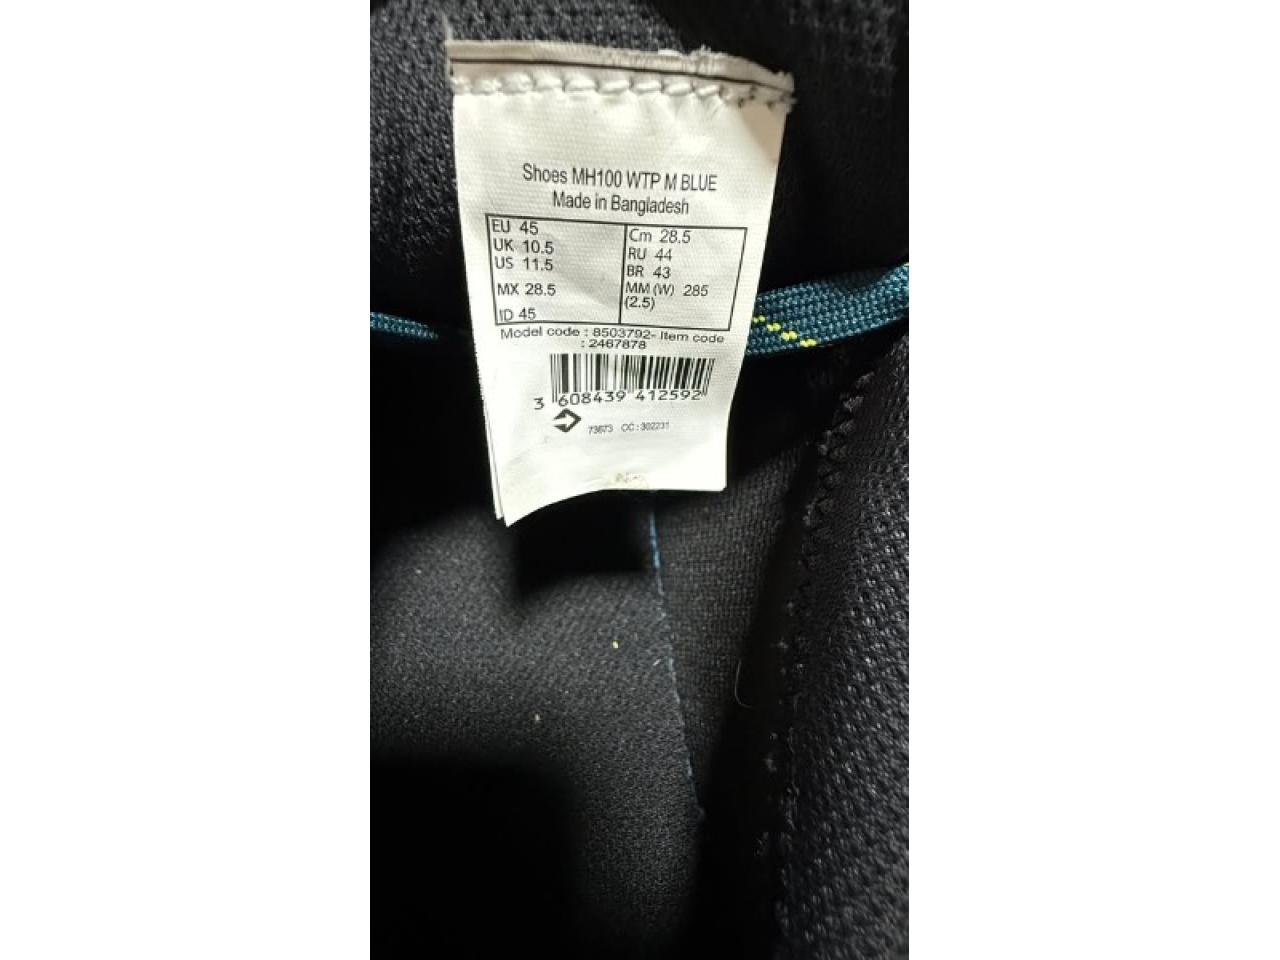 Shoes MH100 WTP M BLUE
Made in Bangladesh
EU 45
UK 10.5
US 11.5
MX 28.5
ID 45
Cm 28.5
RU 44
BR 43
MM (W) 285
(2.5)
Model code : 8503792- Item code
: 2467878
3 608439 412592
73673 OC : 302231